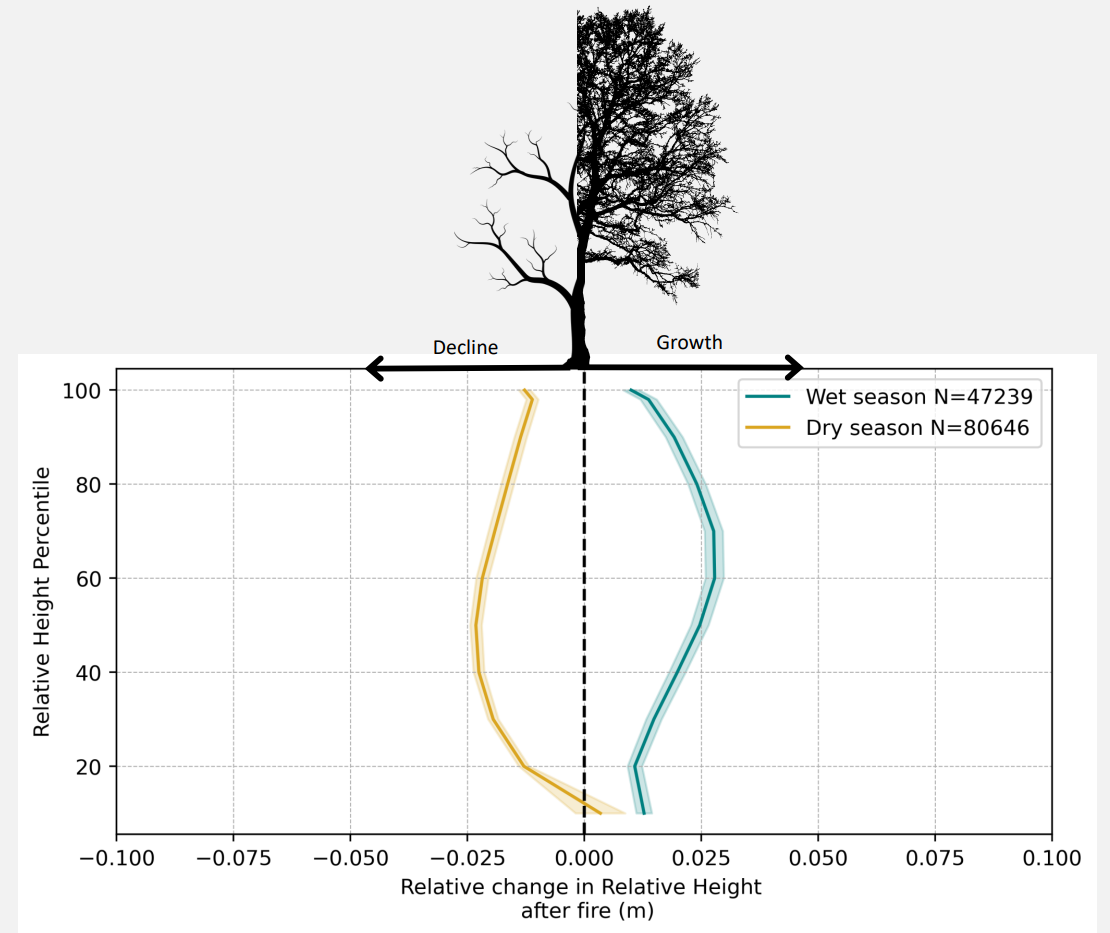 Decline
Growth
Wet season N=47239
Dry season N=80646
100
80
60
40
20
Relative Height Percentile
−0.100
−0.075
−0.050
−0.025
0.000
0.025
0.050
0.075
0.100
Relative change in Relative Height
after fire (m)